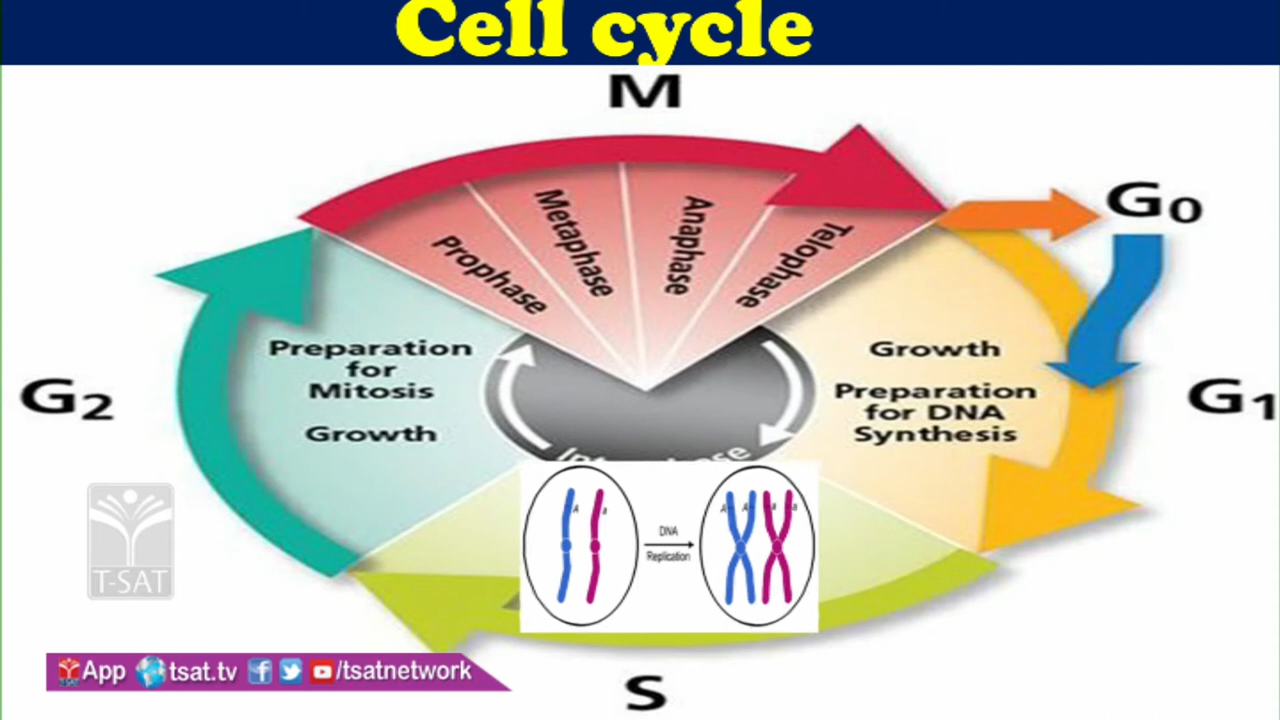 Cell cycle
M
Prophase
Metaphase
Anaphase
Telophase
G0
G2
Preparation
for
Mitosis
Growth
Growth
Preparation
for DNA
Synthesis
G1
A
a
DNA
Replication
A
A
a
a
T-SAT
App tsat.tv /tsatnetwork
S